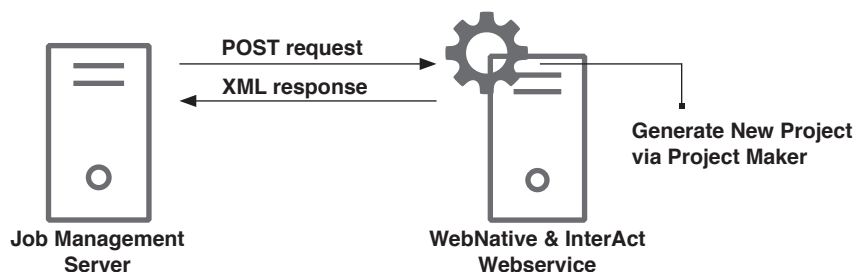 POST request
XML response
Generate New Project
via Project Maker
Job Management
Server
WebNative & InterAct
Webservice